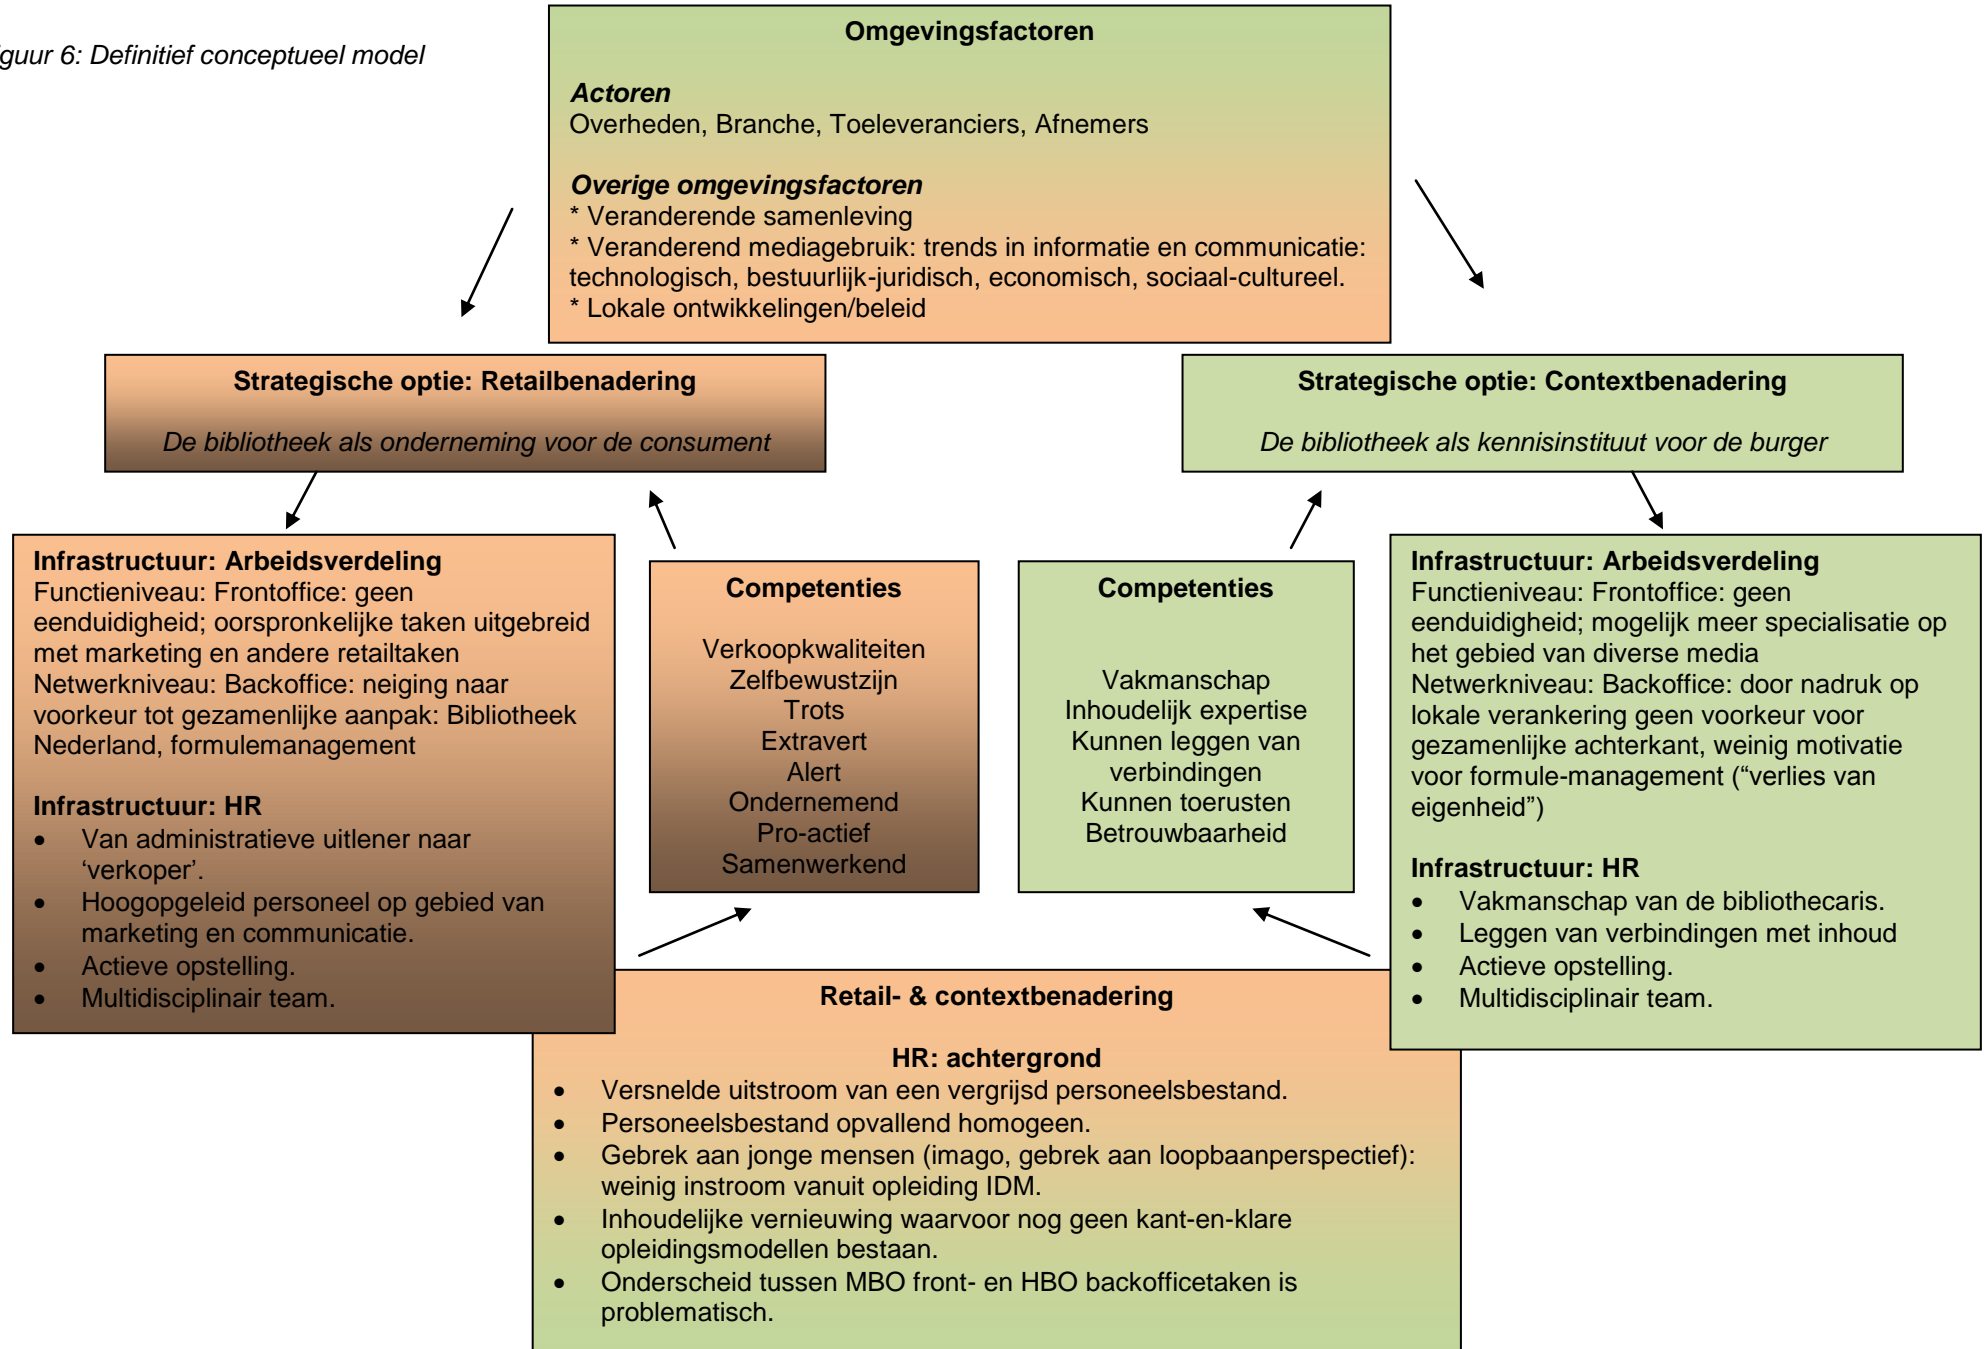 guur 6: Definitief conceptueel model
Omgevingsfactoren
Actoren
Overheden, Branche, Toeleveranciers, Afnemers
Overige omgevingsfactoren
* Veranderende samenleving
* Veranderend mediagebruik: trends in informatie en communicatie:
technologisch, bestuurlijk-juridisch, economisch, sociaal-cultureel.
* Lokale ontwikkelingen/beleid
Strategische optie: Retailbenadering
De bibliotheek als onderneming voor de consument
Strategische optie: Contextbenadering
De bibliotheek als kennisinstituut voor de burger
Infrastructuur: Arbeidsverdeling
Functieniveau: Frontoffice: geen
eenduidigheid; oorspronkelijke taken uitgebreid
met marketing en andere retailtaken
Netwerkniveau: Backoffice: neiging naar
voorkeur tot gezamenlijke aanpak: Bibliotheek
Nederland, formulemanagement
Infrastructuur: HR
• Van administratieve uitlener naar
‘verkoper’.
• Hoogopgeleid personeel op gebied van
marketing en communicatie.
• Actieve opstelling.
• Multidisciplinair team.
Competenties
Verkoopkwaliteiten
Zelfbewustzijn
Trots
Extravert
Alert
Ondernemend
Pro-actief
Samenwerkend
Competenties
Vakmanschap
Inhoudelijk expertise
Kunnen leggen van
verbindingen
Kunnen toerusten
Betrouwbaarheid
Infrastructuur: Arbeidsverdeling
Functieniveau: Frontoffice: geen
eenduidigheid; mogelijk meer specialisatie op
het gebied van diverse media
Netwerkniveau: Backoffice: door nadruk op
lokale verankering geen voorkeur voor
gezamenlijke achterkant, weinig motivatie
voor formule-management (“verlies van
eigenheid”)
Infrastructuur: HR
• Vakmanschap van de bibliothecaris.
• Leggen van verbindingen met inhoud
• Actieve opstelling.
• Multidisciplinair team.
Retail- & contextbenadering
HR: achtergrond
• Versnelde uitstroom van een vergrijsd personeelsbestand.
• Personeelsbestand opvallend homogeen.
• Gebrek aan jonge mensen (imago, gebrek aan loopbaanperspectief):
weinig instroom vanuit opleiding IDM.
• Inhoudelijke vernieuwing waarvoor nog geen kant-en-klare
opleidingsmodellen bestaan.
• Onderscheid tussen MBO front- en HBO backofficetaken is
problematisch.